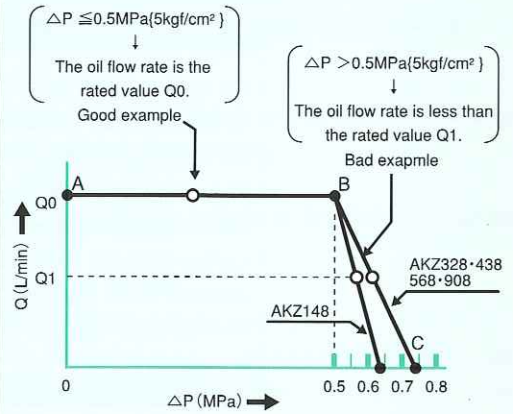 △P ≦0.5MPa{5kgf/cm² }
↓
The oil flow rate is the
rated value Q0.
Good example
△P >0.5MPa{5kgf/cm² }
↓
The oil flow rate is less than
the rated value Q1.
Bad exapmle
A
B
Q0
Q (L/min)
Q1
AKZ328・438
568・908
AKZ148
C
0
0.5 0.6 0.7 0.8
△P (MPa)